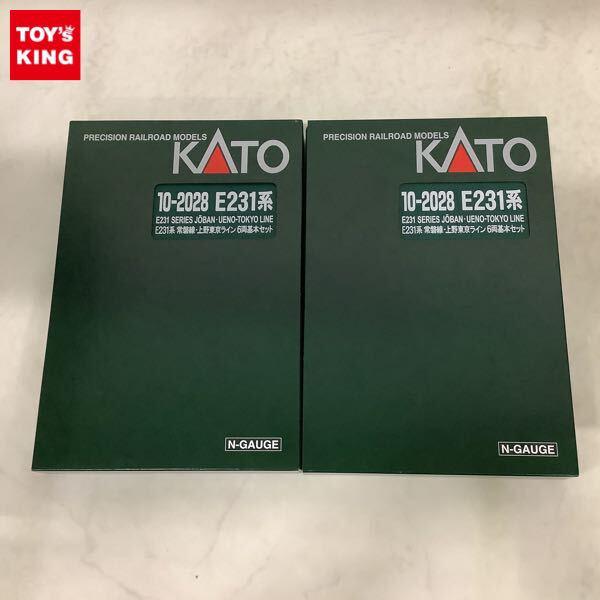 TOY's
KING
PRECISION RAILROAD MODELS
KATO
10-2028 E231系
E231 SERIES JŌBAN・UENO-TOKYO LINE
E231系 常磐線・上野東京ライン 6両基本セット
N-GAUGE
PRECISION RAILROAD MODELS
KATO
10-2028 E231系
E231 SERIES JŌBAN・UENO-TOKYO LINE
E231系 常磐線・上野東京ライン 6両基本セット
N-GAUGE